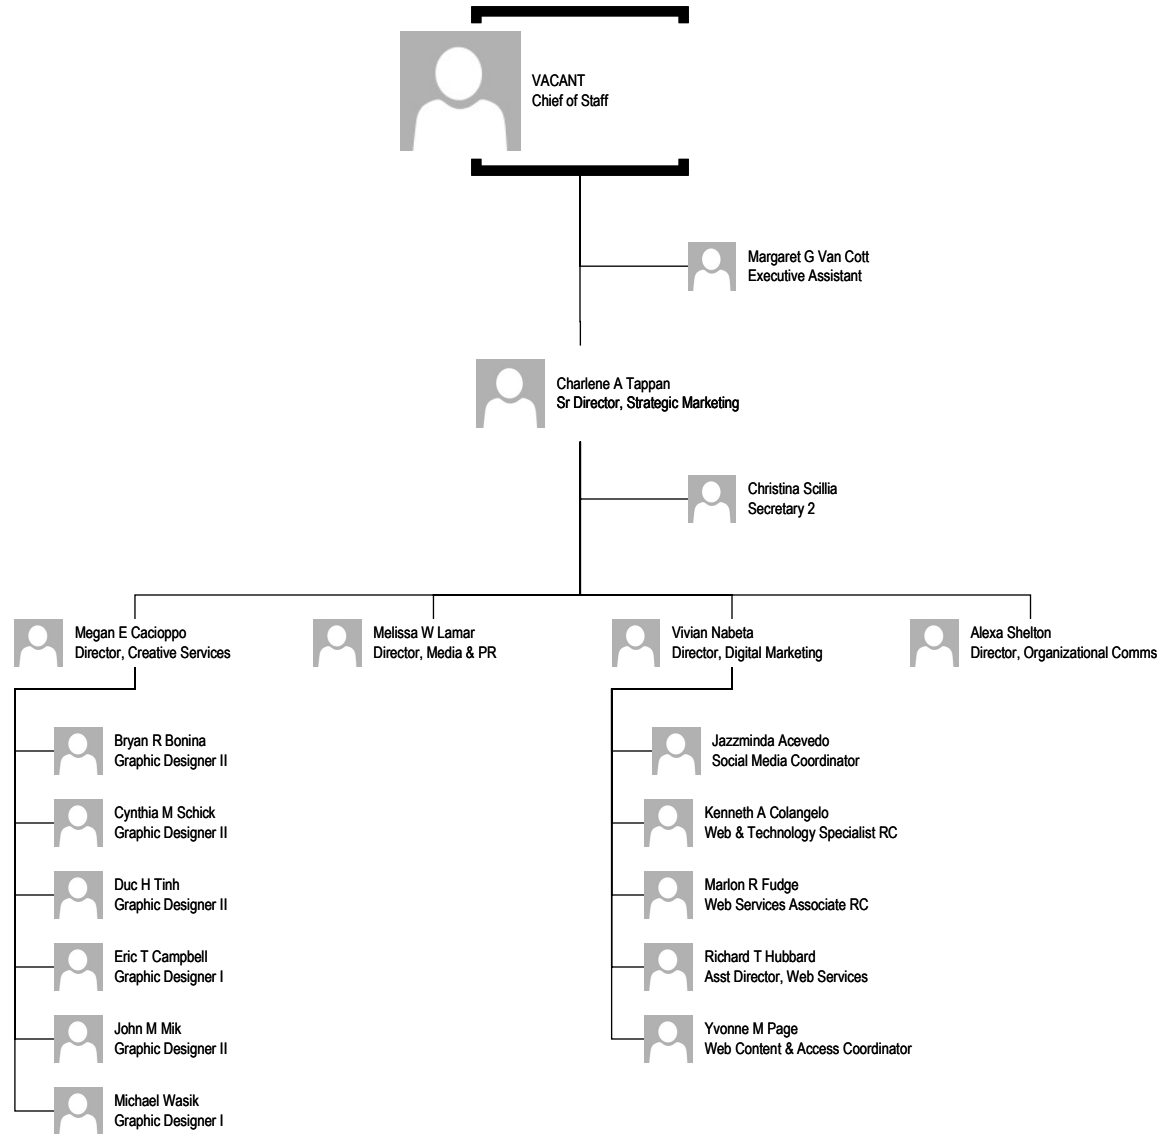 VACANT
Chief of Staff
Margaret G Van Cott
Executive Assistant
Charlene A Tappan
Sr Director, Strategic Marketing
Christina Scillia
Secretary 2
Megan E Cacioppo
Director, Creative Services
Melissa W Lamar
Director, Media & PR
Vivian Nabeta
Director, Digital Marketing
Alexa Shelton
Director, Organizational Comms
Bryan R Bonina
Graphic Designer II
Cynthia M Schick
Graphic Designer II
Duc H Tinh
Graphic Designer II
Eric T Campbell
Graphic Designer I
John M Mik
Graphic Designer II
Michael Wasik
Graphic Designer I
Jazzminda Acevedo
Social Media Coordinator
Kenneth A Colangelo
Web & Technology Specialist RC
Marlon R Fudge
Web Services Associate RC
Richard T Hubbard
Asst Director, Web Services
Yvonne M Page
Web Content & Access Coordinator